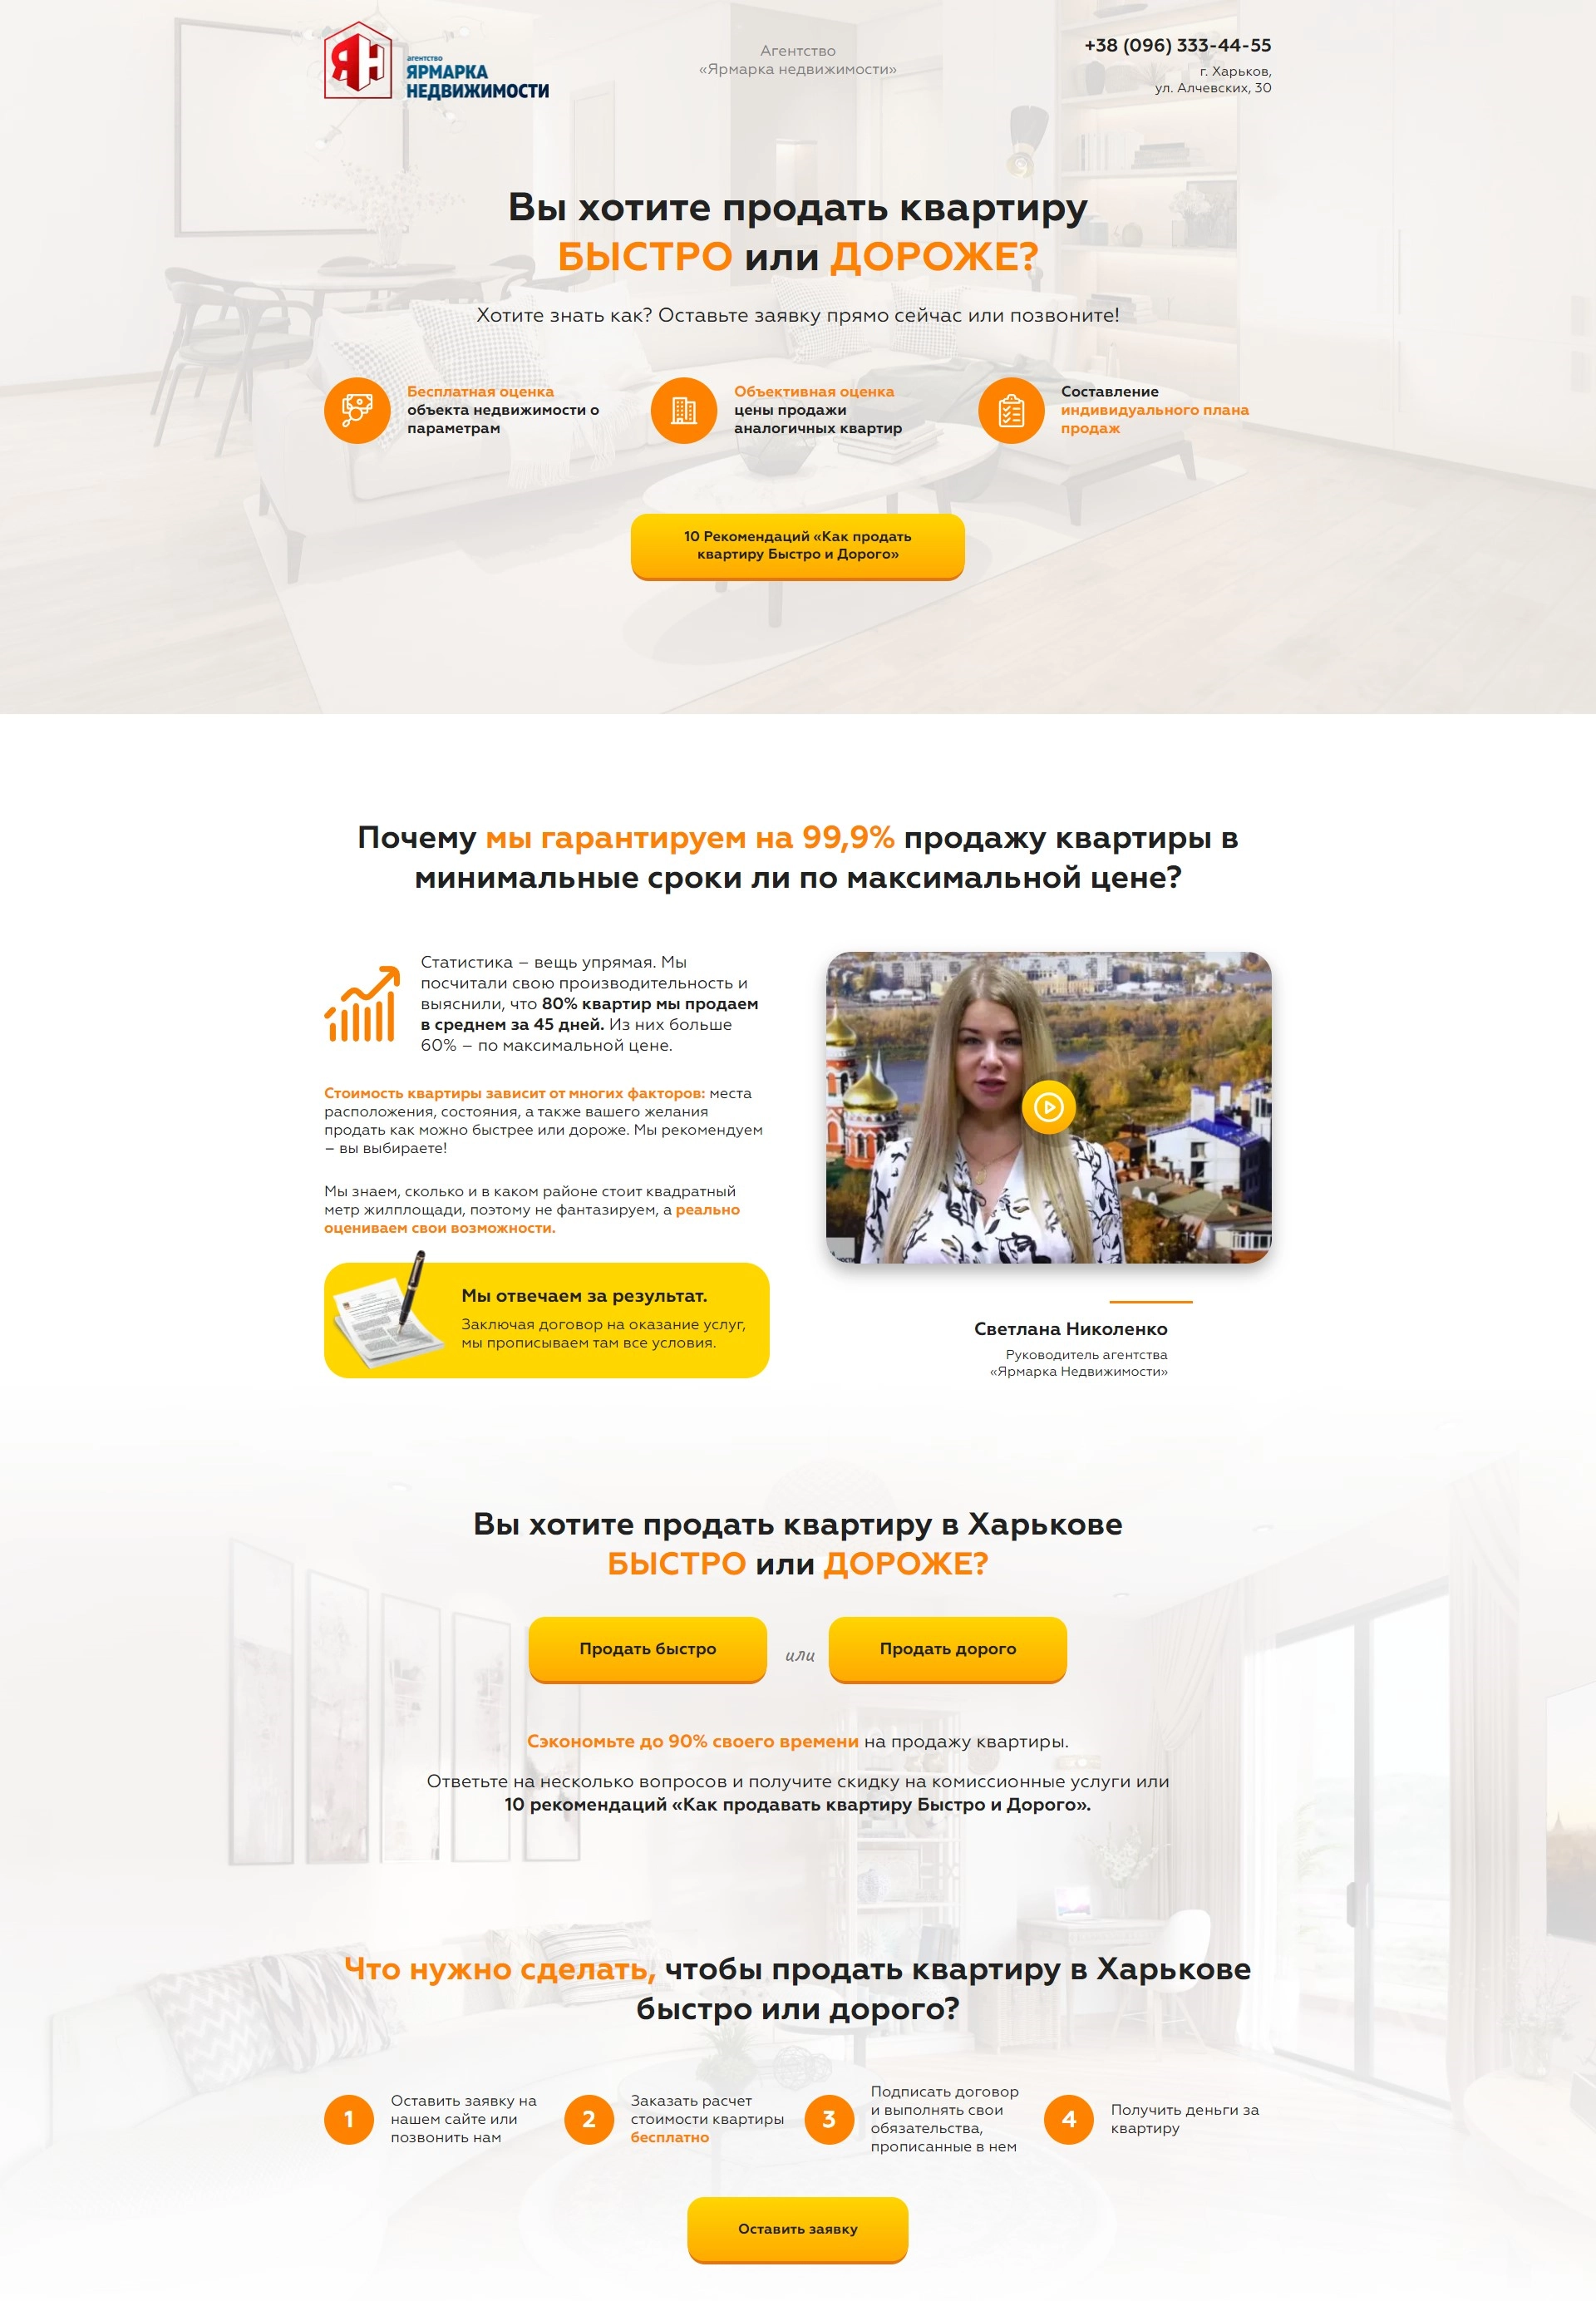 ЯН
агентство
ЯРМАРКА
НЕДВИЖИМОСТИ
Агентство
«Ярмарка недвижимости»
+38 (096) 333-44-55
г. Харьков,
ул. Алчевских, 30
Вы хотите продать квартиру
БЫСТРО или ДОРОЖЕ?
Хотите знать как? Оставьте заявку прямо сейчас или позвоните!
Бесплатная оценка
объекта недвижимости о
параметрам
Объективная оценка
цены продажи
аналогичных квартир
Составление
индивидуального плана
продаж
10 Рекомендаций «Как продать
квартиру Быстро и Дорого»
Почему мы гарантируем на 99,9% продажу квартиры в
минимальные сроки ли по максимальной цене?
Статистика – вещь упрямая. Мы
посчитали свою производительность и
выяснили, что 80% квартир мы продаем
в среднем за 45 дней. Из них больше
60% – по максимальной цене.
Стоимость квартиры зависит от многих факторов: места
расположения, состояния, а также вашего желания
продать как можно быстрее или дороже. Мы рекомендуем
– вы выбираете!
Мы знаем, сколько и в каком районе стоит квадратный
метр жилплощади, поэтому не фантазируем, а реально
оцениваем свои возможности.
Мы отвечаем за результат.
Заключая договор на оказание услуг,
мы прописываем там все условия.
Светлана Николенко
Руководитель агентства
«Ярмарка Недвижимости»
Вы хотите продать квартиру в Харькове
БЫСТРО или ДОРОЖЕ?
Продать быстро
или
Продать дорого
Сэкономьте до 90% своего времени на продажу квартиры.
Ответьте на несколько вопросов и получите скидку на комиссионные услуги или
10 рекомендаций «Как продавать квартиру Быстро и Дорого».
Что нужно сделать, чтобы продать квартиру в Харькове
быстро или дорого?
1
Оставить заявку на
нашем сайте или
позвонить нам
2
Заказать расчет
стоимости квартиры
бесплатно
3
Подписать договор
и выполнять свои
обязательства,
прописанные в нем
4
Получить деньги за
квартиру
Оставить заявку